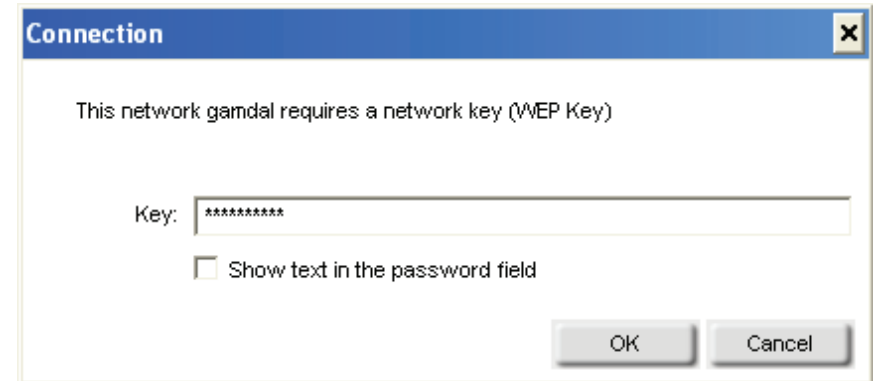 Connection
This network gamdal requires a network key (WEP Key)
Key: **********
Show text in the password field
OK Cancel